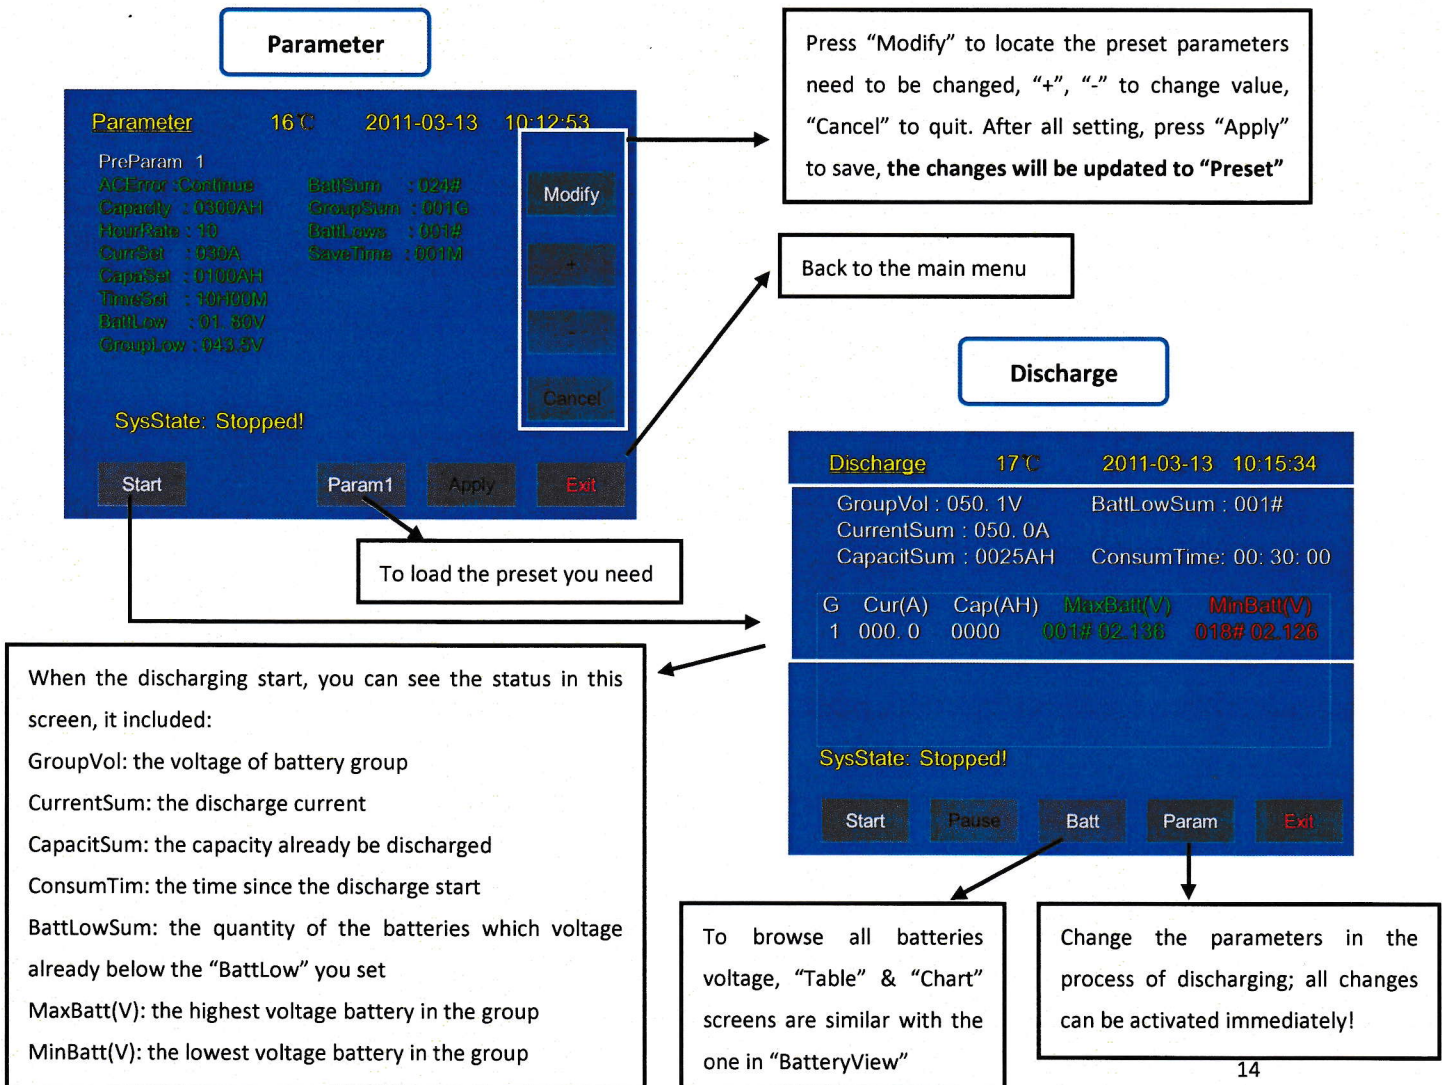 Parameter
Parameter 16℃ 2011-03-13 10:12:53
PreParam 1
ACError :Continue BattSum : 024#
Capacity : 0300AH GroupSum : 001G
HourRate : 10 BattLows : 001#
CurrSet : 030A SaveTime : 001M
CapaSet : 0100AH
TimeSet : 10H00M
BattLow : 01. 80V
GroupLow : 043.5V
Modify
+
-
Cancel
SysState: Stopped!
Start Param1 Apply Exit
Press “Modify” to locate the preset parameters
need to be changed, “+”, “-” to change value,
“Cancel” to quit. After all setting, press “Apply”
to save, the changes will be updated to “Preset”
Back to the main menu
To load the preset you need
Discharge
Discharge 17℃ 2011-03-13 10:15:34
GroupVol : 050. 1V BattLowSum : 001#
CurrentSum : 050. 0A
CapacitSum : 0025AH ConsumTime: 00: 30: 00
G Cur(A) Cap(AH) MaxBatt(V) MinBatt(V)
1 000. 0 0000 001# 02.136 018# 02.126
SysState: Stopped!
Start Pause Batt Param Exit
When the discharging start, you can see the status in this
screen, it included:
GroupVol: the voltage of battery group
CurrentSum: the discharge current
CapacitSum: the capacity already be discharged
ConsumTim: the time since the discharge start
BattLowSum: the quantity of the batteries which voltage
already below the “BattLow” you set
MaxBatt(V): the highest voltage battery in the group
MinBatt(V): the lowest voltage battery in the group
To browse all batteries
voltage, “Table” & “Chart”
screens are similar with the
one in “BatteryView”
Change the parameters in the
process of discharging; all changes
can be activated immediately!
14